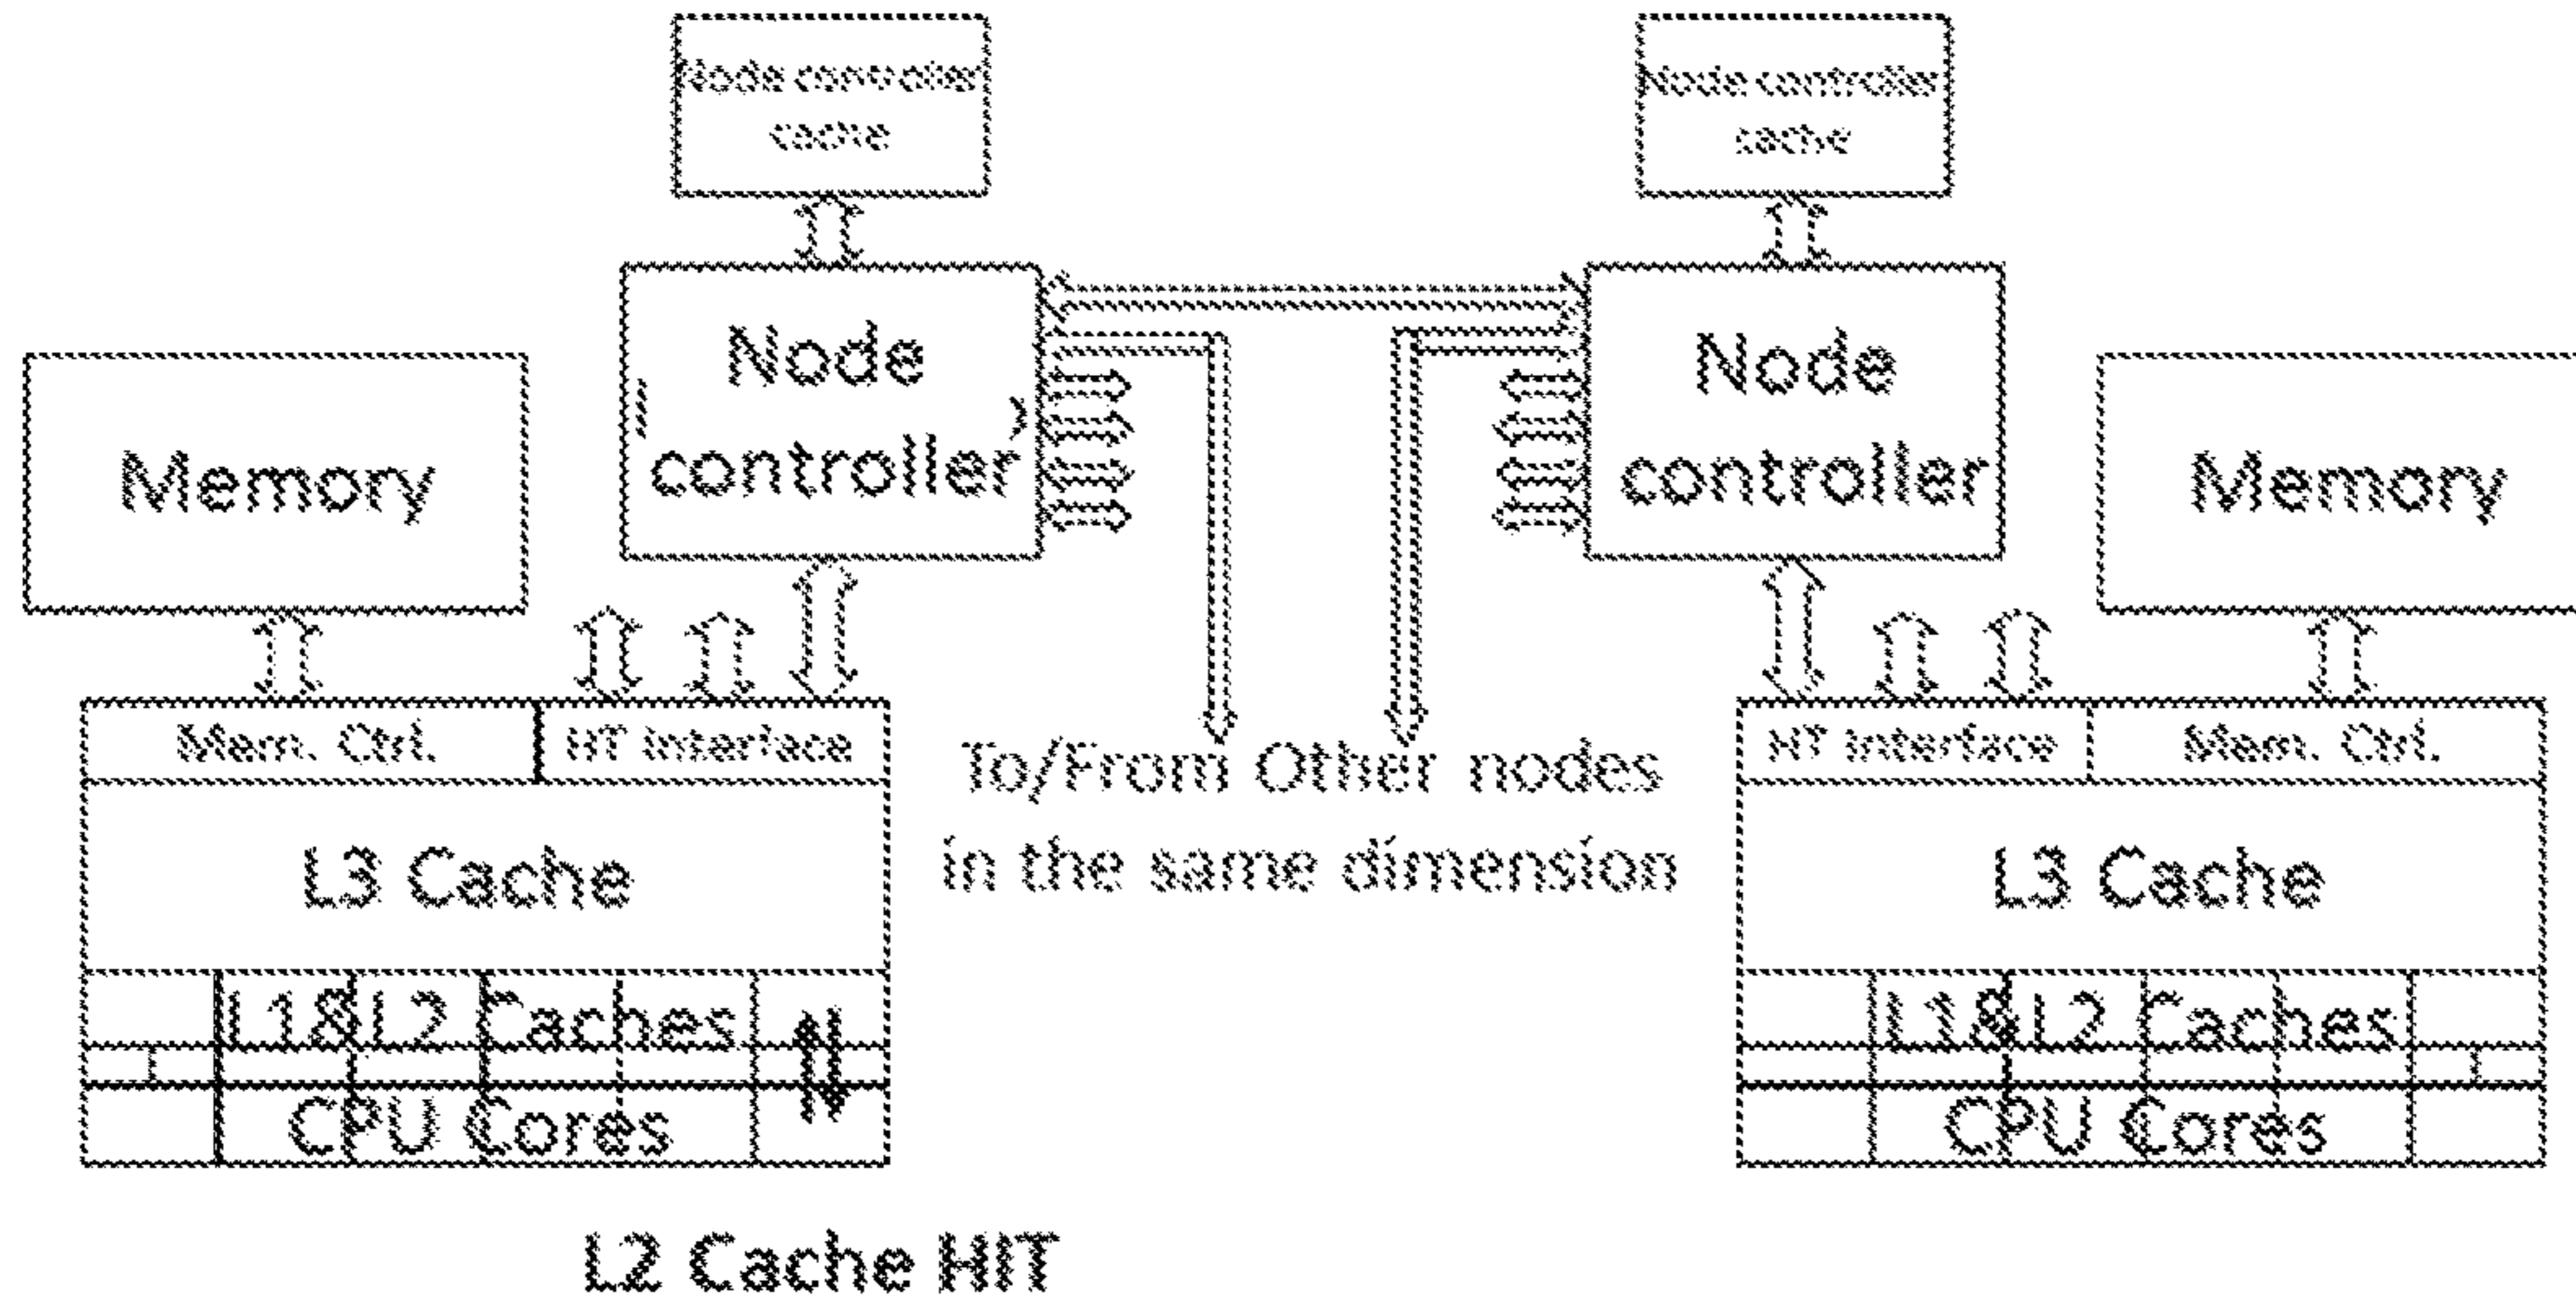 Node controller
cache
Node controller
cache
Node
controller
Node
controller
Memory
Memory
Mem. Ctrl.
HT Interface
HT Interface
Mem. Ctrl.
To/From Other nodes
in the same dimension
L3 Cache
L3 Cache
L1&L2 Caches
L1&L2 Caches
CPU Cores
CPU Cores
L2 Cache HIT